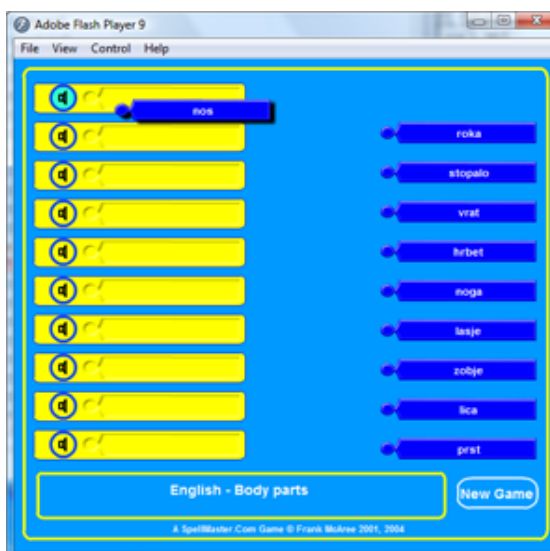 Adobe Flash Player 9
File View Control Help
nos
roka
stopalo
vrat
hrbet
noga
lasje
zobje
lica
prst
English - Body parts
New Game
A SpellMaster.Com Game © Frank McAree 2001, 2004